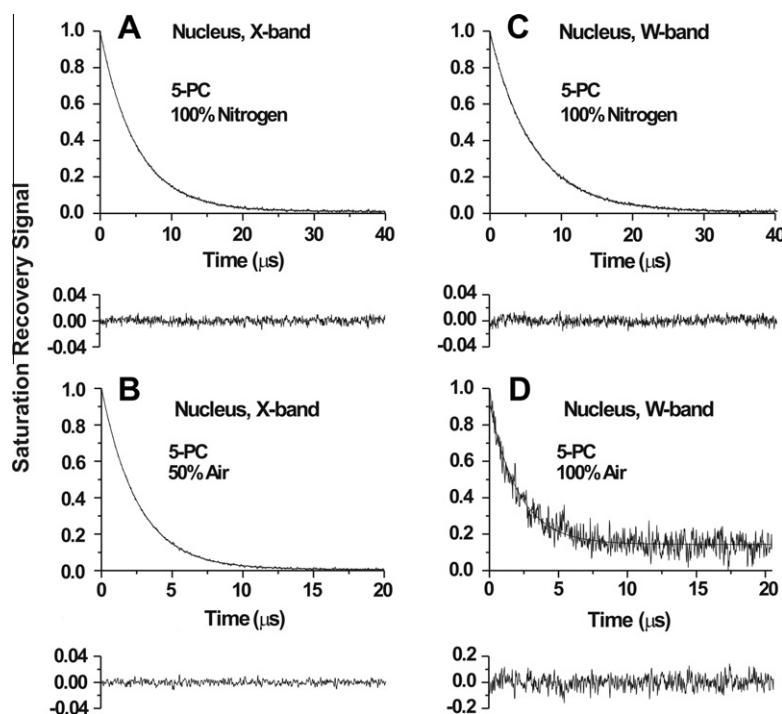 Saturation Recovery Signal
A
Nucleus, X-band
5-PC
100% Nitrogen
1.0
0.8
0.6
0.4
0.2
0.0
0 10 20 30 40
Time (μs)
0.04
0.00
-0.04
C
Nucleus, W-band
5-PC
100% Nitrogen
1.0
0.8
0.6
0.4
0.2
0.0
0 10 20 30 40
Time (μs)
0.04
0.00
-0.04
B
Nucleus, X-band
5-PC
50% Air
1.0
0.8
0.6
0.4
0.2
0.0
0 5 10 15 20
Time (μs)
0.04
0.00
-0.04
D
Nucleus, W-band
5-PC
100% Air
1.0
0.8
0.6
0.4
0.2
0.0
0 5 10 15 20
Time (μs)
0.2
0.0
-0.2